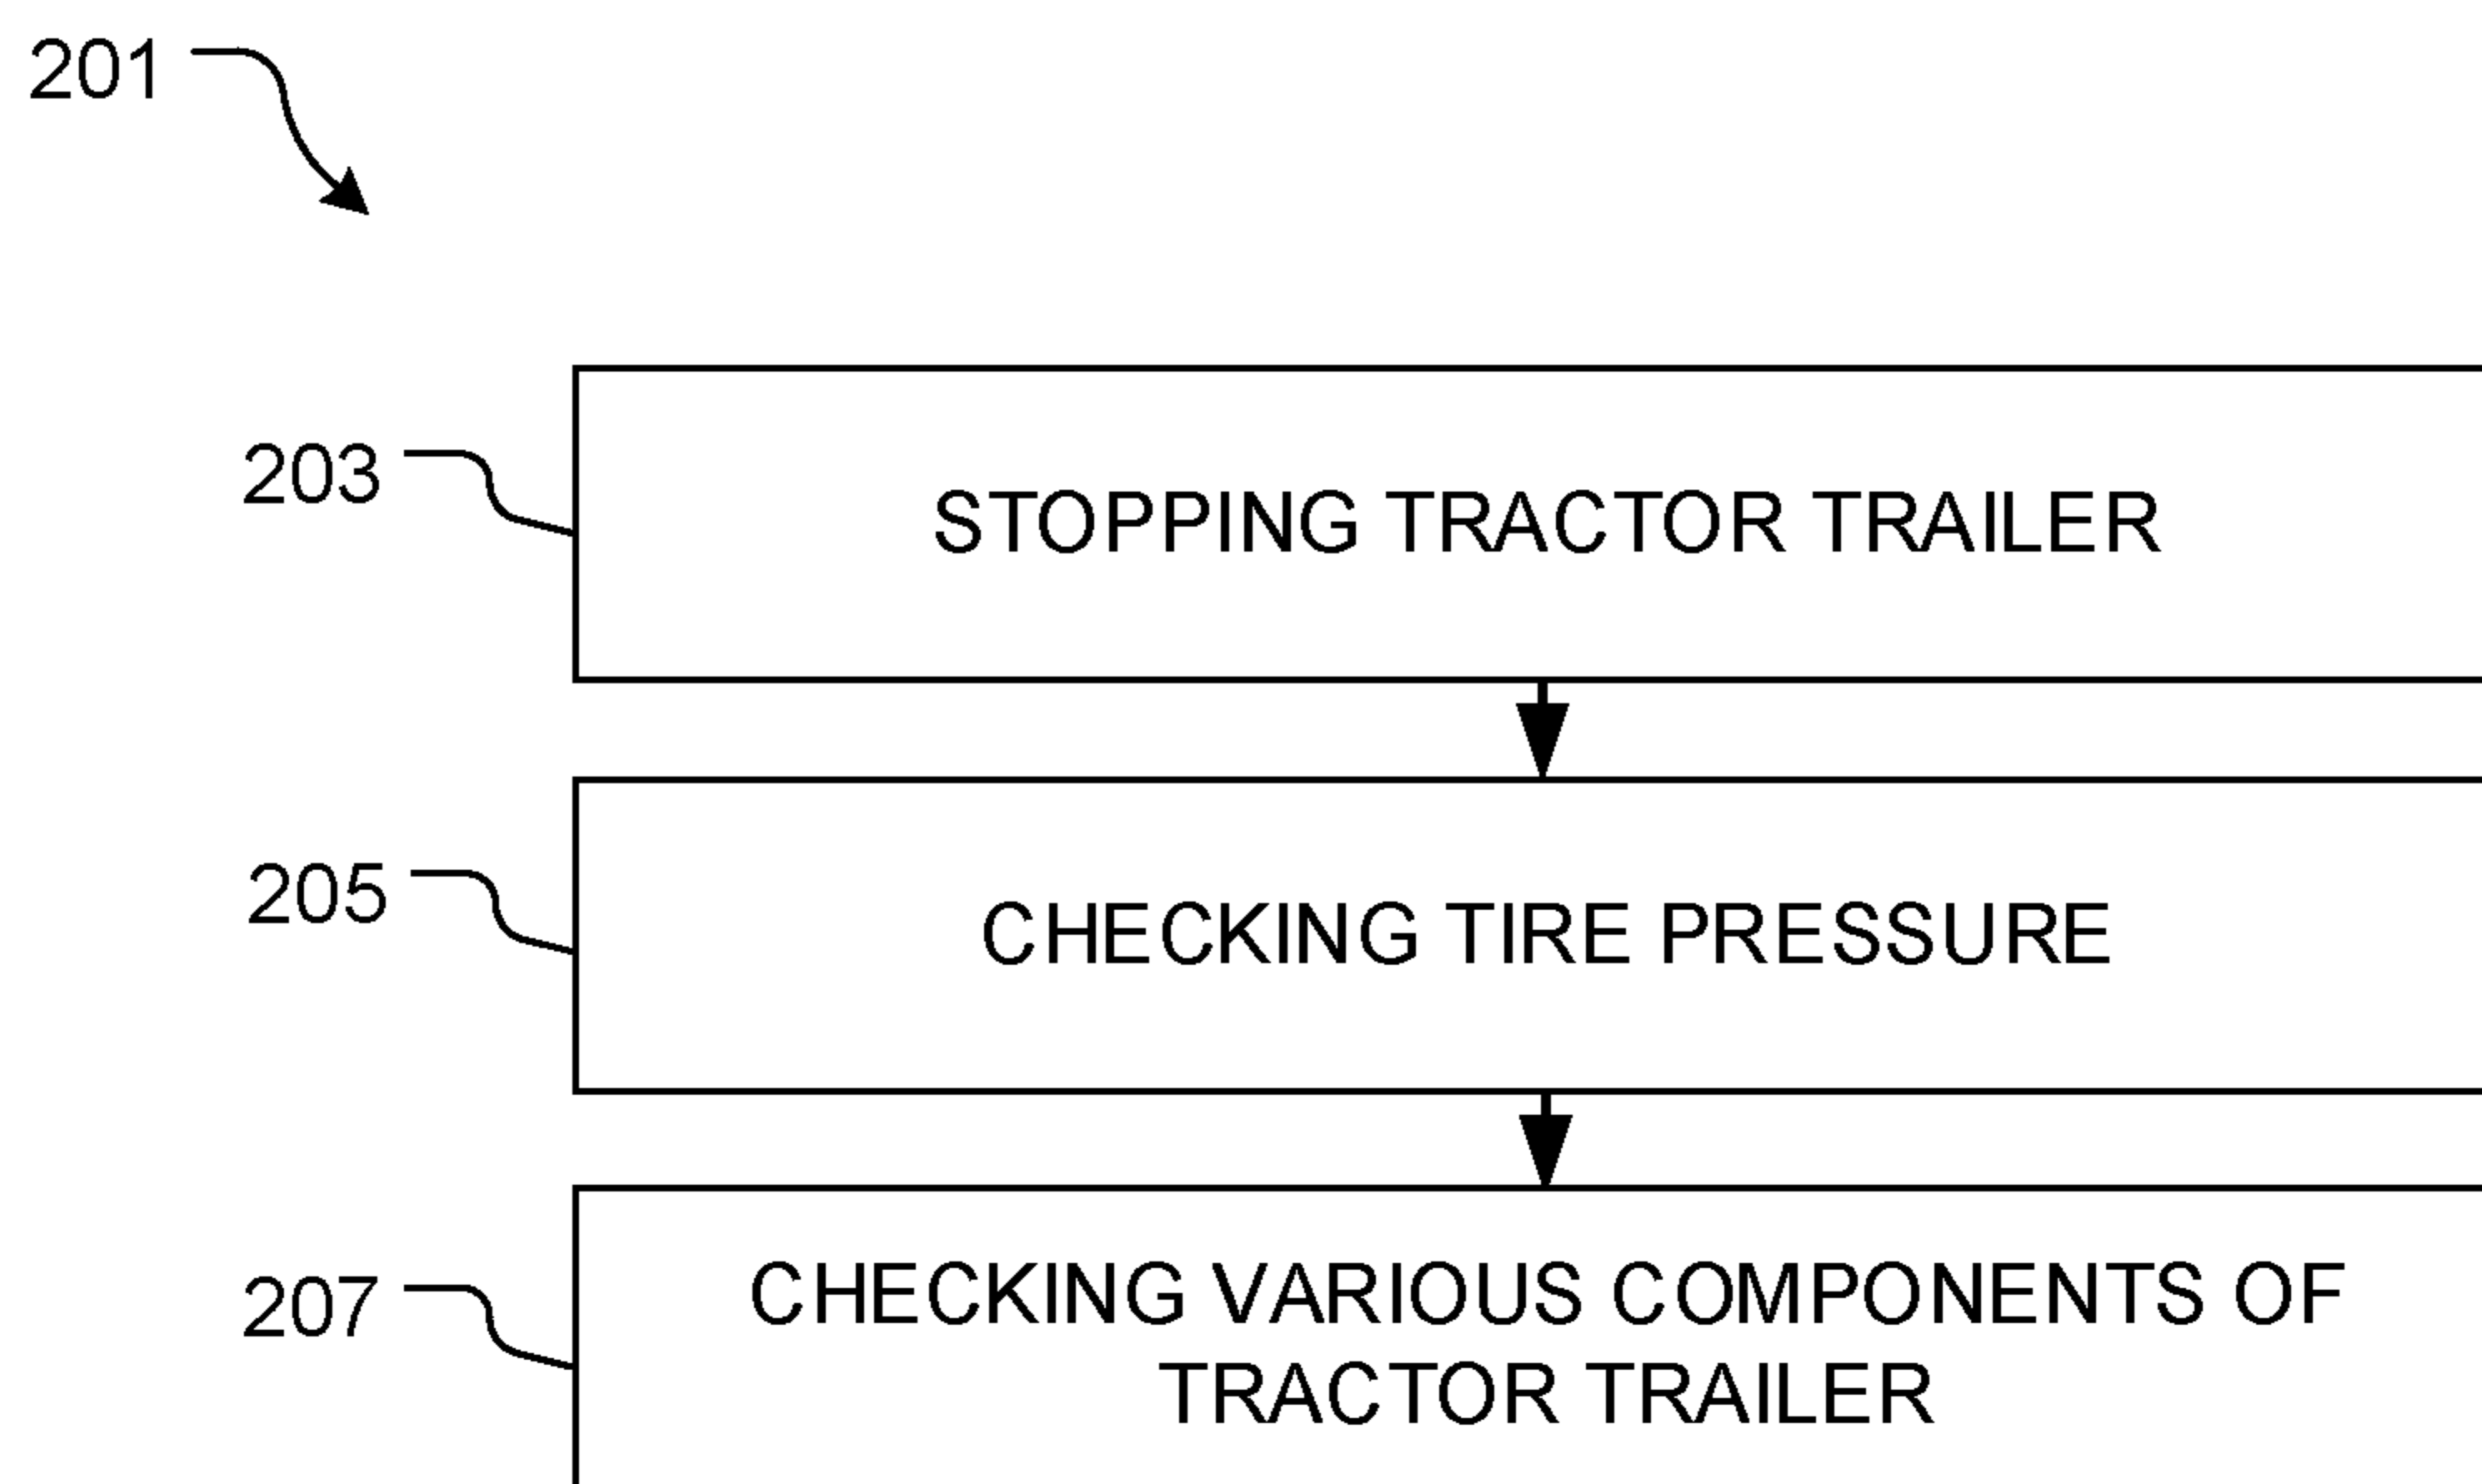 201
203
STOPPING TRACTOR TRAILER
205
CHECKING TIRE PRESSURE
207
CHECKING VARIOUS COMPONENTS OF
TRACTOR TRAILER